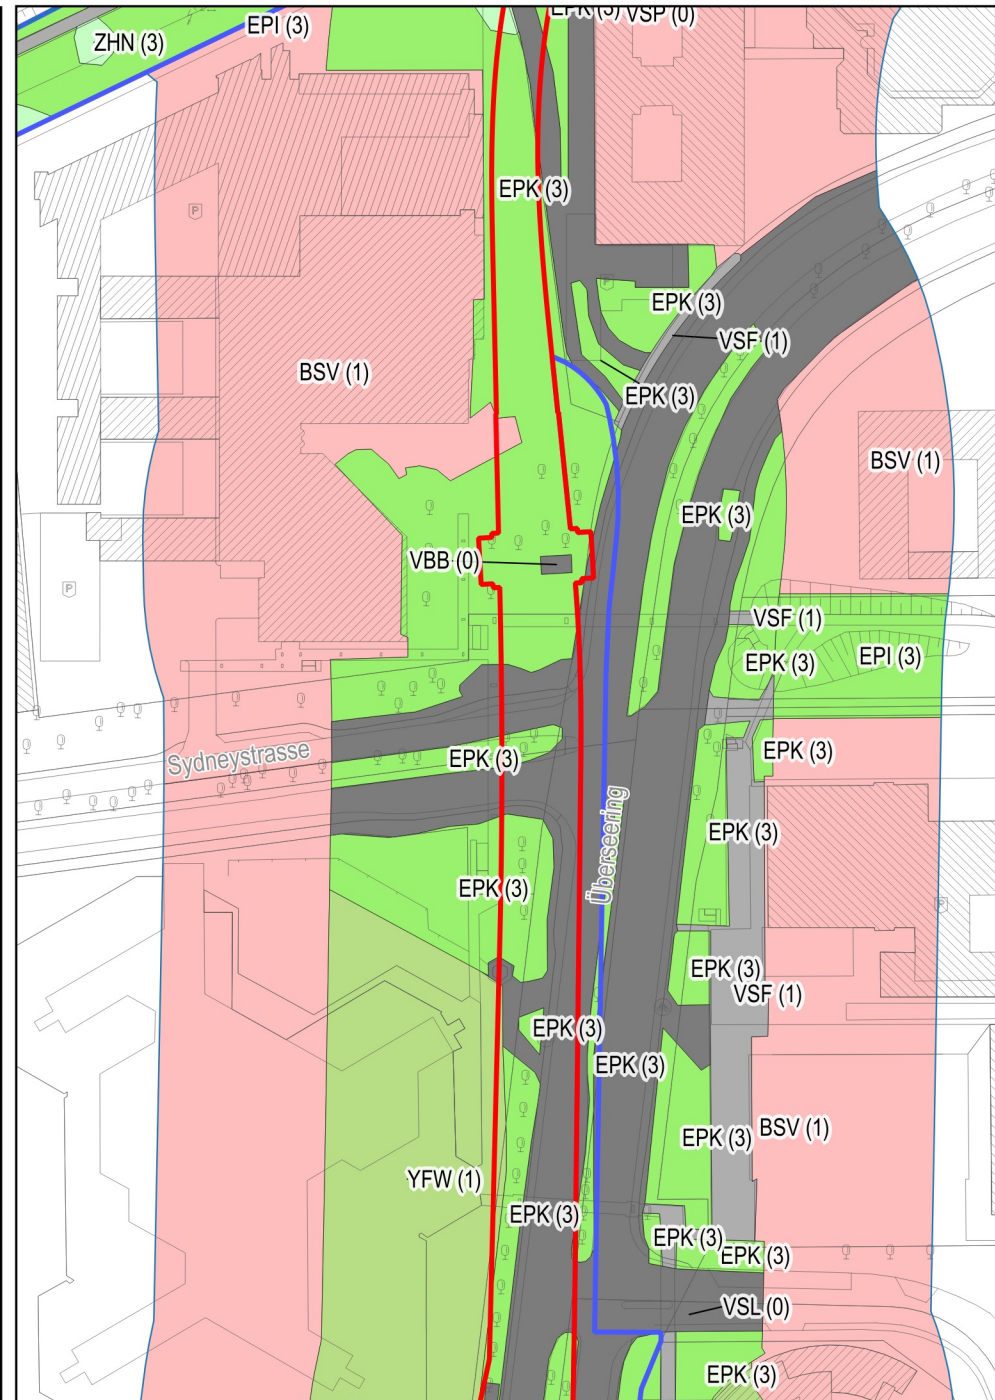 EPK (3)
VSP (0)
EPI (3)
ZHN (3)
EPK (3)
EPK (3)
VSF (1)
BSV (1)
EPK (3)
BSV (1)
EPK (3)
VBB (0)
VSF (1)
EPK (3)
EPI (3)
Sydneystrasse
EPK (3)
EPK (3)
Überseering
EPK (3)
EPK (3)
EPK (3)
VSF (1)
EPK (3)
EPK (3)
BSV (1)
EPK (3)
YFW (1)
EPK (3)
EPK (3)
EPK (3)
VSL (0)
EPK (3)
P
P
P
P